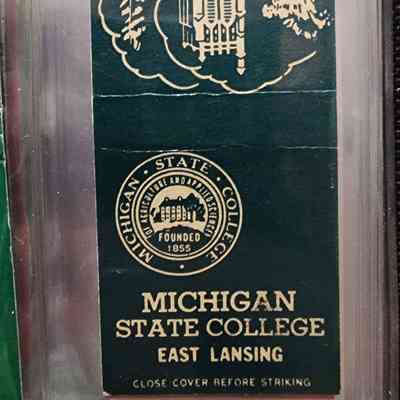 MICHIGAN • STATE • COLLEGE •
OF AGRICULTURE AND APPLIED SCIENCE
FOUNDED
1855
MICHIGAN
STATE COLLEGE
EAST LANSING
CLOSE COVER BEFORE STRIKING